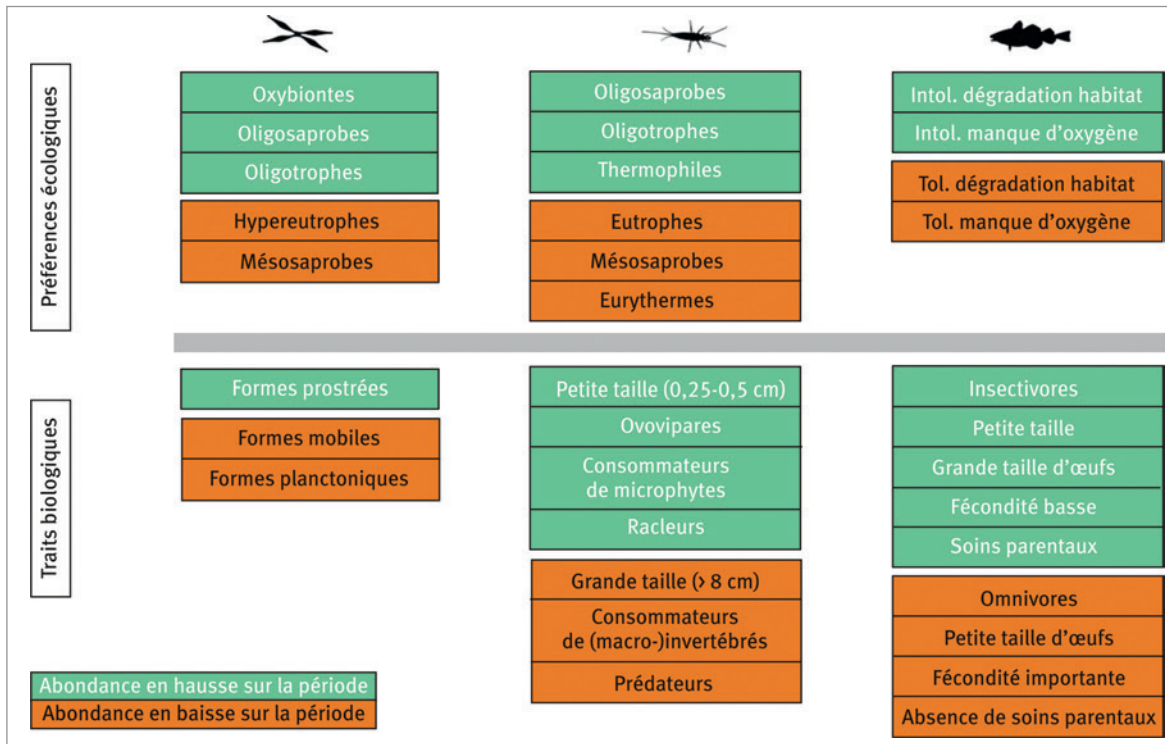 Préférences écologiques
Oxybiontes
Oligosaprobes
Oligotrophes
Hypereutrophes
Mésosaprobes
Oligosaprobes
Oligotrophes
Thermophiles
Eutrophes
Mésosaprobes
Eurythermes
Intol. dégradation habitat
Intol. manque d'oxygène
Tol. dégradation habitat
Tol. manque d'oxygène
Traits biologiques
Formes prostrées
Formes mobiles
Formes planctoniques
Petite taille (0,25-0,5 cm)
Ovovipares
Consommateurs
de microphytes
Racleurs
Grande taille (> 8 cm)
Consommateurs
de (macro-)invertébrés
Prédateurs
Insectivores
Petite taille
Grande taille d'œufs
Fécondité basse
Soins parentaux
Omnivores
Petite taille d'œufs
Fécondité importante
Absence de soins parentaux
Abondance en hausse sur la période
Abondance en baisse sur la période